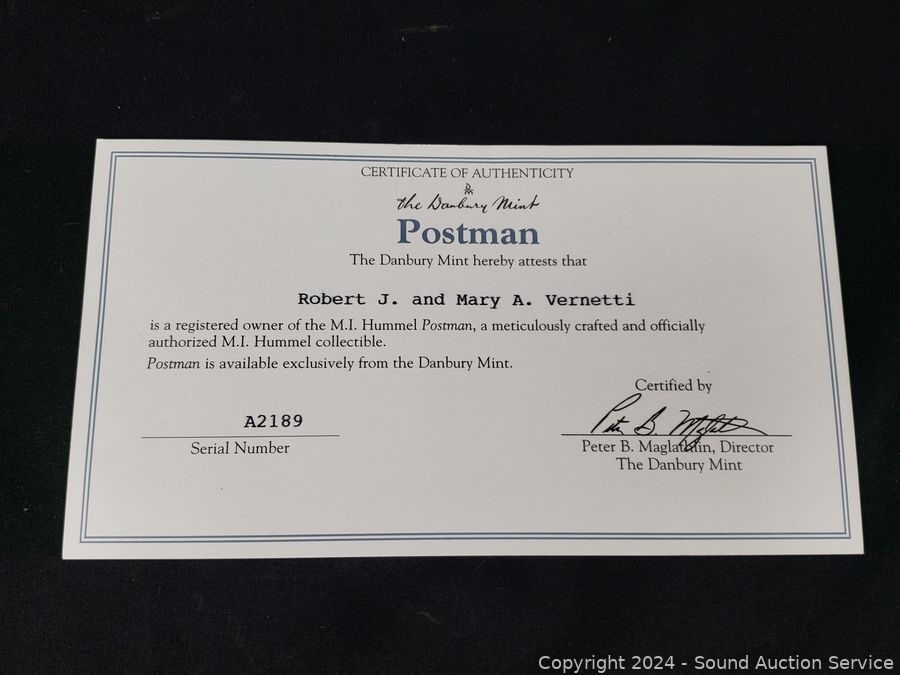 CERTIFICATE OF AUTHENTICITY
DM
the Danbury Mint
Postman
The Danbury Mint hereby attests that
Robert J. and Mary A. Vernetti
is a registered owner of the M.I. Hummel Postman, a meticulously crafted and officially
authorized M.I. Hummel collectible.
Postman is available exclusively from the Danbury Mint.
Certified by
A2189
Serial Number
Peter B. Maglathlin, Director
The Danbury Mint
Copyright 2024 - Sound Auction Service